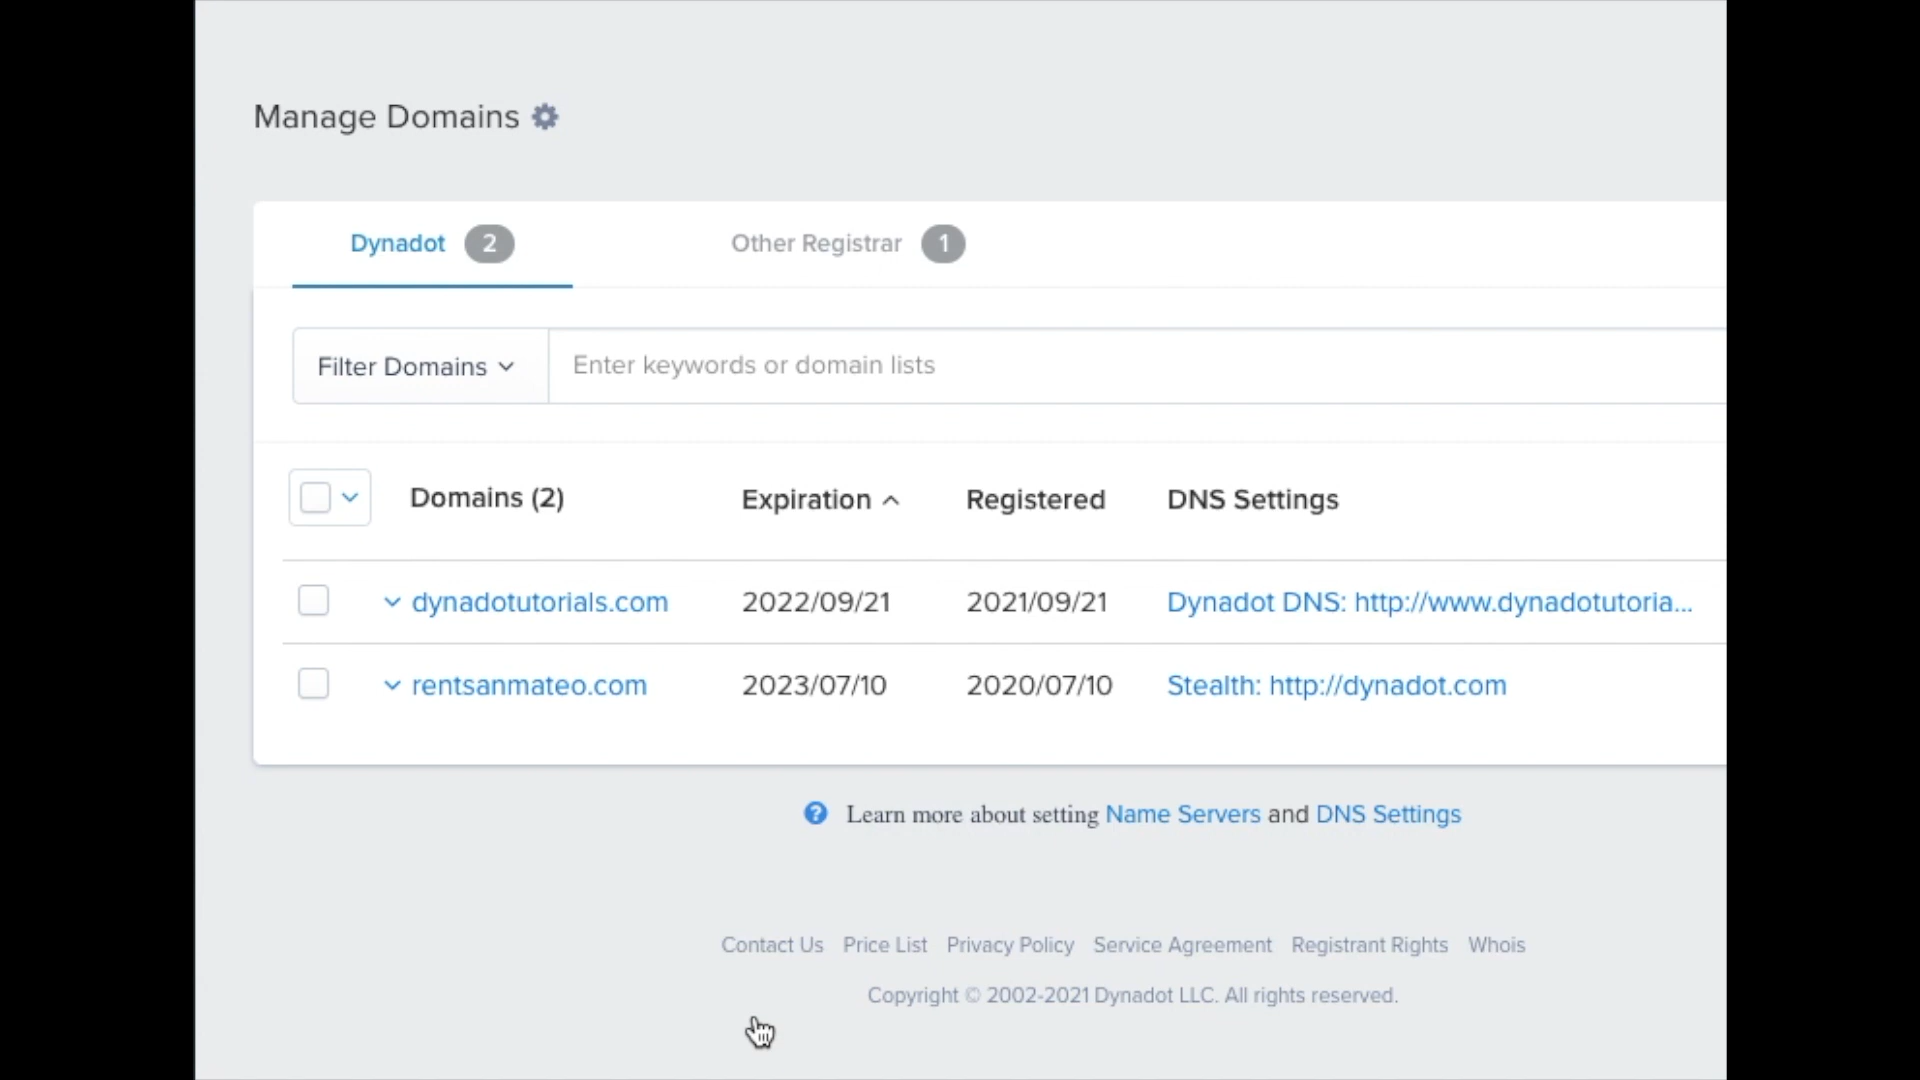 Manage Domains
Dynadot 2 Other Registrar 1
Filter Domains Enter keywords or domain lists
Domains (2) Expiration Registered DNS Settings
dynadotutorials.com 2022/09/21 2021/09/21 Dynadot DNS: http://www.dynadotutoria...
rentsanmateo.com 2023/07/10 2020/07/10 Stealth: http://dynadot.com
? Learn more about setting Name Servers and DNS Settings
Contact Us Price List Privacy Policy Service Agreement Registrant Rights Whois
Copyright © 2002-2021 Dynadot LLC. All rights reserved.